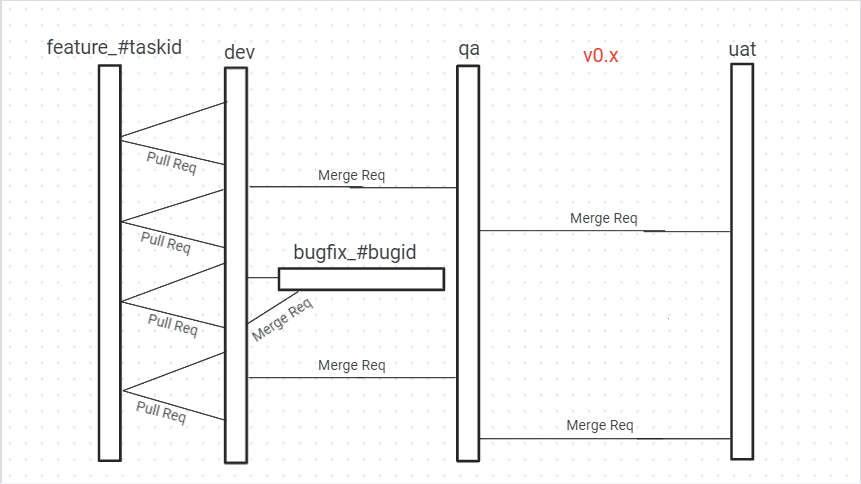 feature_#taskid
dev
qa
v0.x
uat
Pull Req
Merge Req
Merge Req
Pull Req
bugfix_#bugid
Merge Req
Pull Req
Merge Req
Pull Req
Merge Req